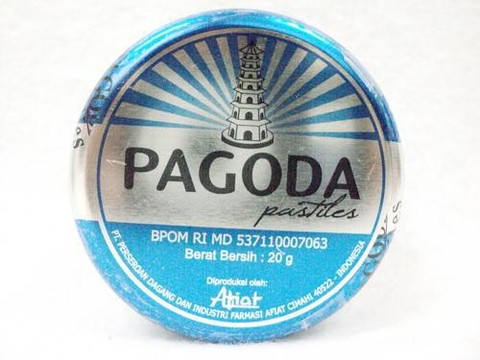 PAGODA
pastiles
BPOM RI MD 537110007063
Berat Bersih : 20 g
Diproduksi oleh:
Afiat
PT. PERSEROAN DAGANG DAN INDUSTRI FARMASI AFIAT CIMAHI 40522 - INDONESIA